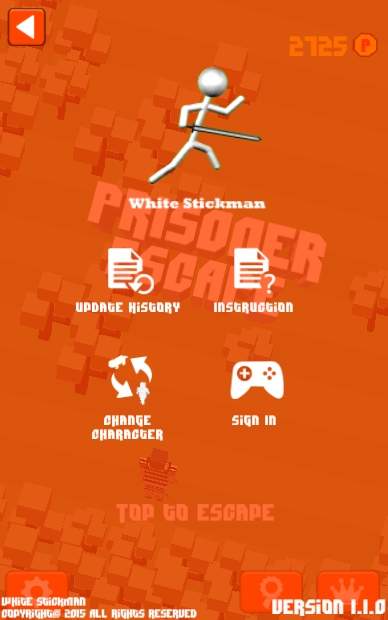 2725 P
White Stickman
PRISONER
ESCAPE
UPDATE HISTORY
INSTRUCTION
?
CHANGE
CHARACTER
SIGN IN
TOP TO ESCAPE
WHITE STICKMAN
COPYRIGHT@ 2015 ALL RIGHTS RESERVED
VERSION 1.1.0